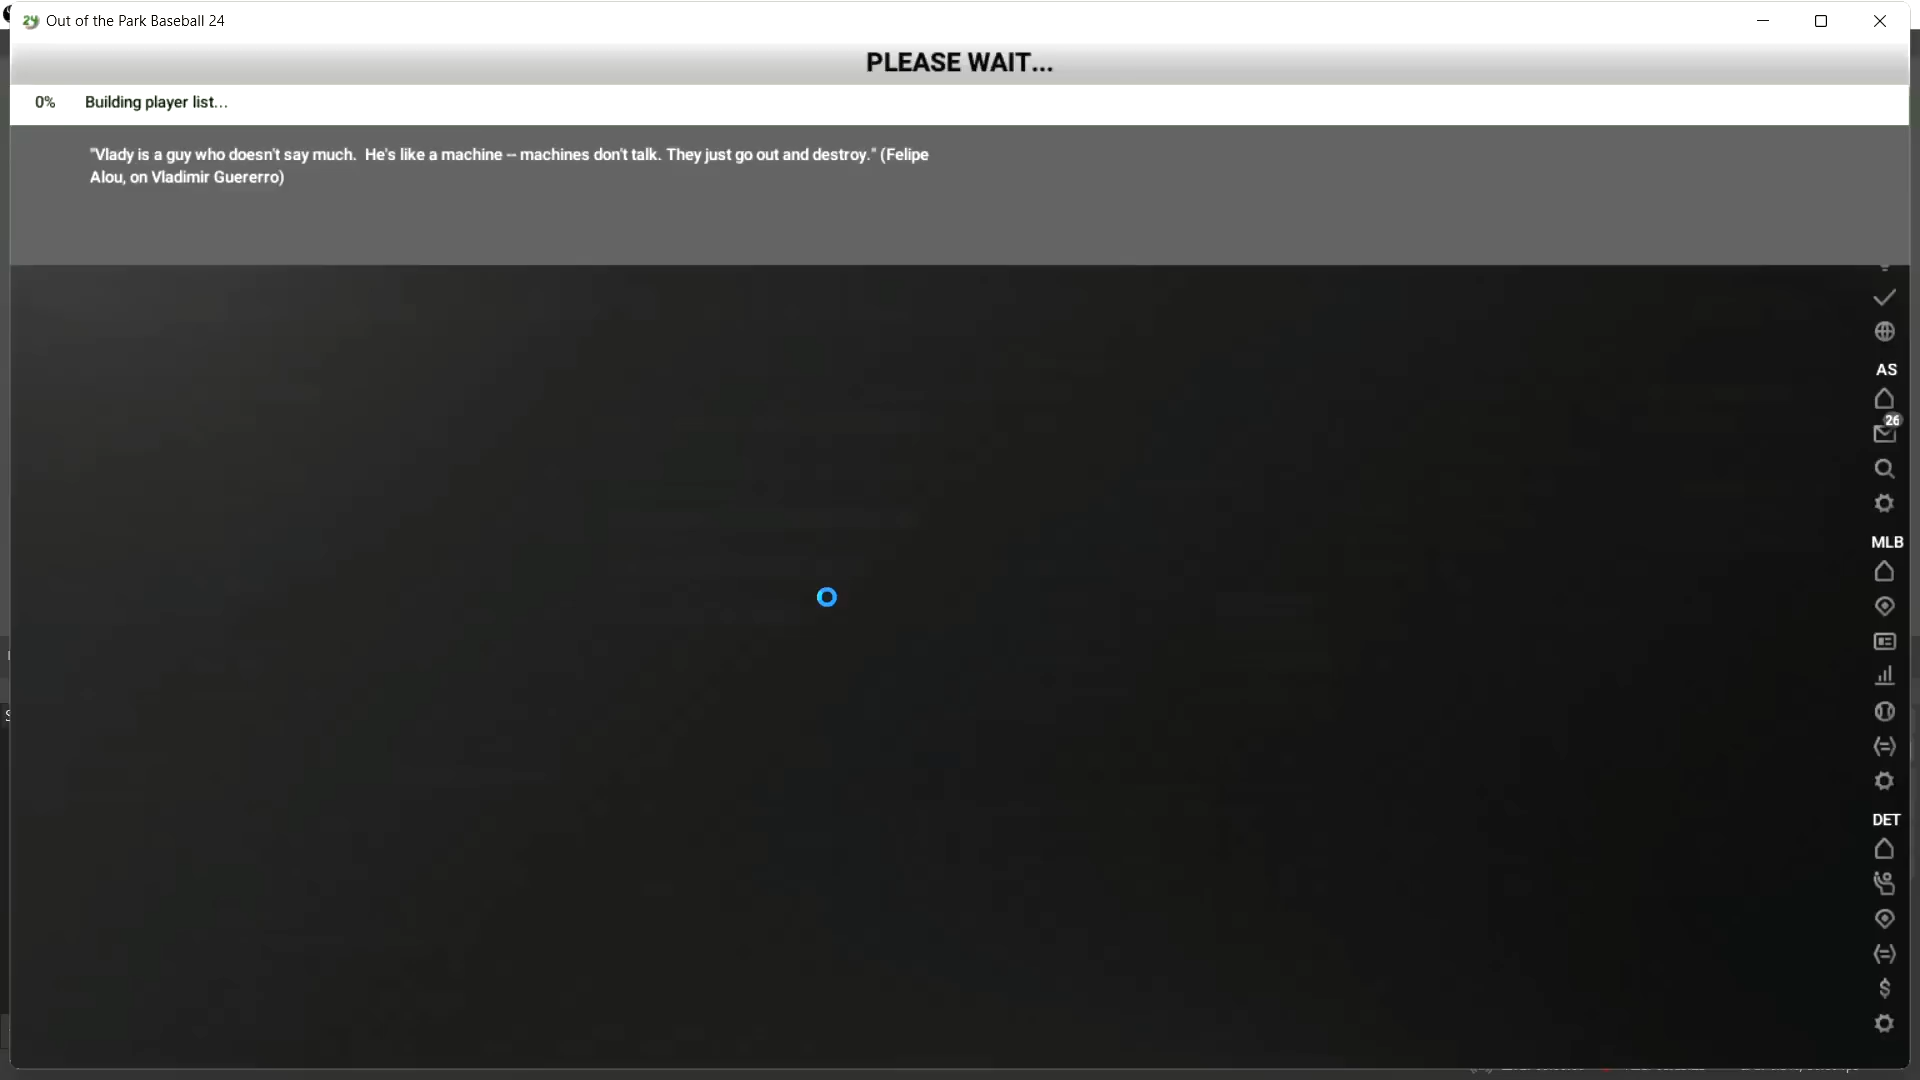 Out of the Park Baseball 24
PLEASE WAIT...
0% Building player list...
"Vlady is a guy who doesn't say much.  He's like a machine -- machines don't talk. They just go out and destroy." (Felipe
Alou, on Vladimir Guererro)
AS
26
MLB
DET